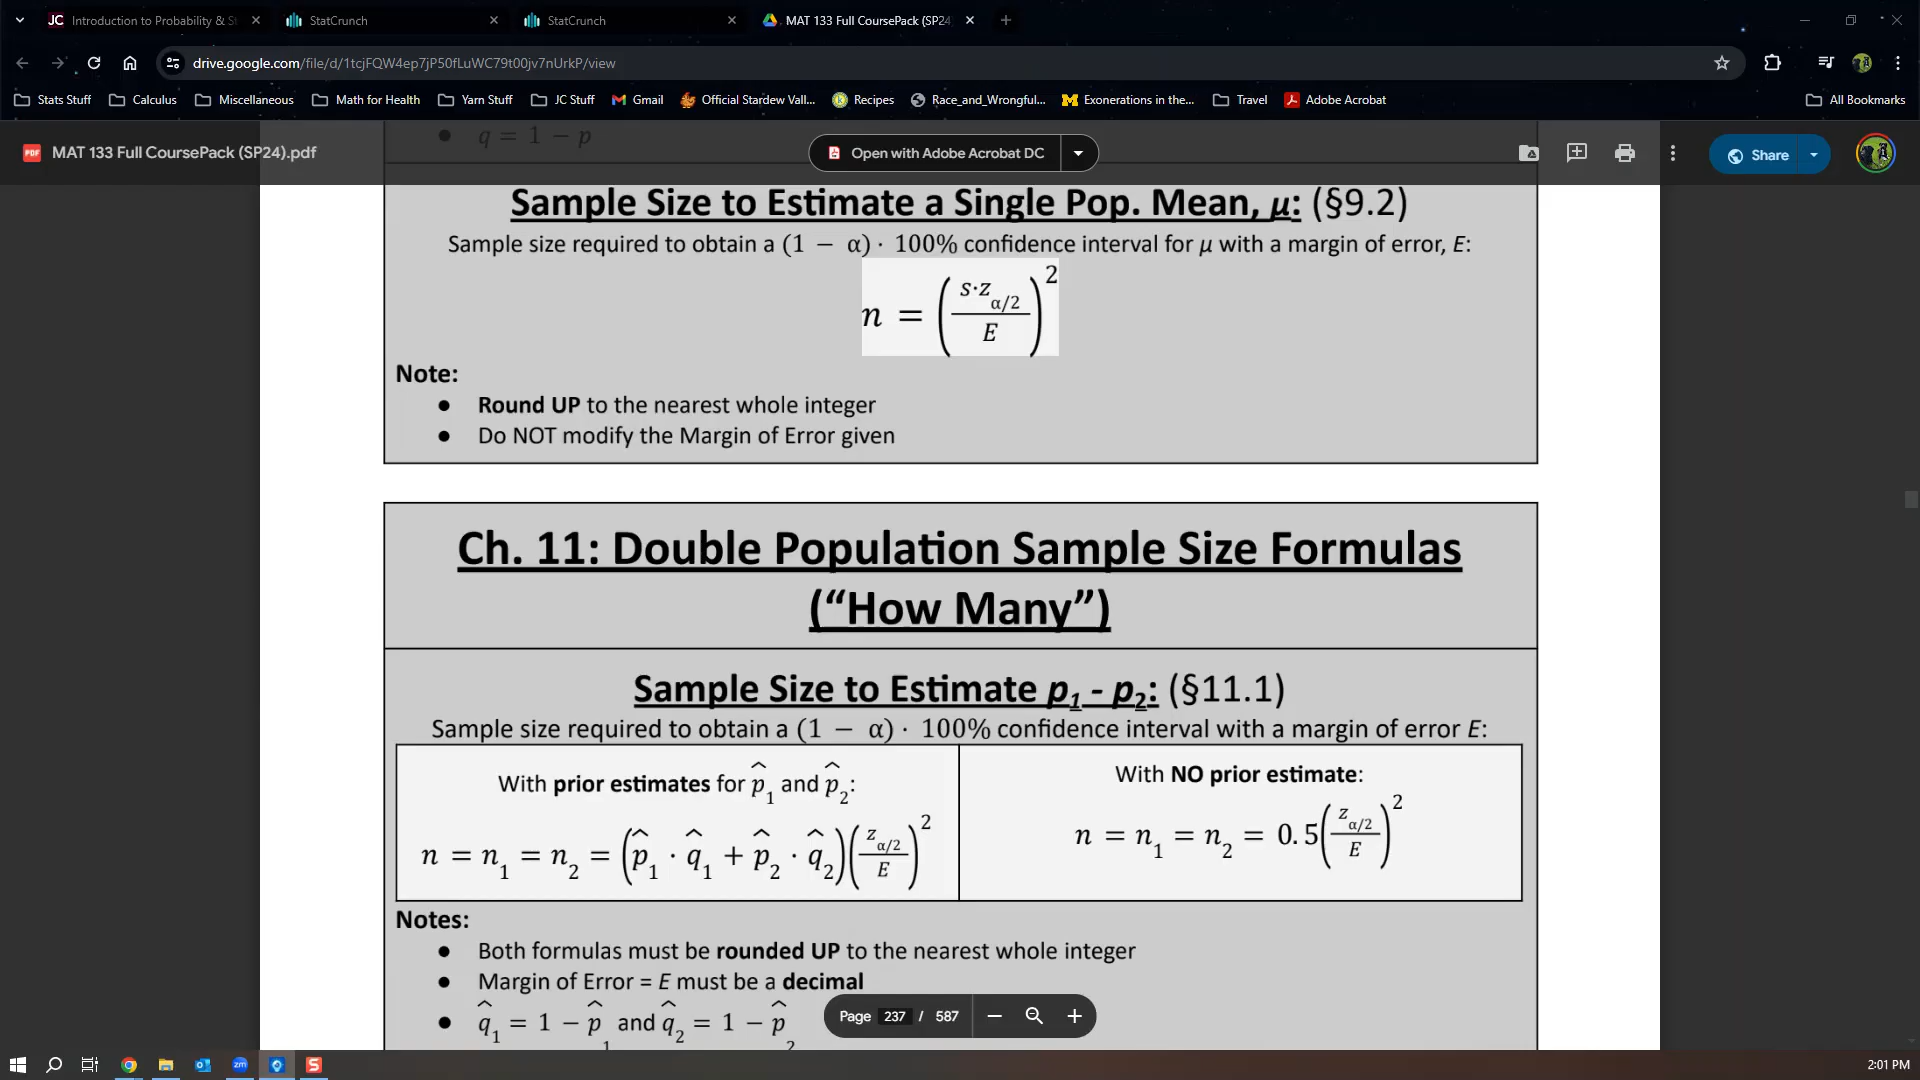 JC Introduction to Probability & St
StatCrunch
StatCrunch
MAT 133 Full CoursePack (SP24
drive.google.com/file/d/1tcjFQW4ep7jP50fLuWC79t00jv7nUrkP/view
Stats Stuff
Calculus
Miscellaneous
Math for Health
Yarn Stuff
JC Stuff
Gmail
Official Stardew Vall...
Recipes
Race_and_Wrongful...
Exonerations in the...
Travel
Adobe Acrobat
All Bookmarks
● q = 1 − p
PDF MAT 133 Full CoursePack (SP24).pdf
Open with Adobe Acrobat DC
Share
Sample Size to Estimate a Single Pop. Mean, μ: (§9.2)
Sample size required to obtain a (1 − α) · 100% confidence interval for μ with a margin of error, E:
n = (s·z_α/2 / E)²
Note:
● Round UP to the nearest whole integer
● Do NOT modify the Margin of Error given
Ch. 11: Double Population Sample Size Formulas
(“How Many”)
Sample Size to Estimate p₁ - p₂: (§11.1)
Sample size required to obtain a (1 − α) · 100% confidence interval with a margin of error E:
With prior estimates for p̂₁ and p̂₂:
n = n₁ = n₂ = (p̂₁ · q̂₁ + p̂₂ · q̂₂)(z_α/2 / E)²
With NO prior estimate:
n = n₁ = n₂ = 0.5(z_α/2 / E)²
Notes:
● Both formulas must be rounded UP to the nearest whole integer
● Margin of Error = E must be a decimal
● q̂₁ = 1 − p̂₁ and q̂₂ = 1 − p̂₂
Page 237 / 587
2:01 PM